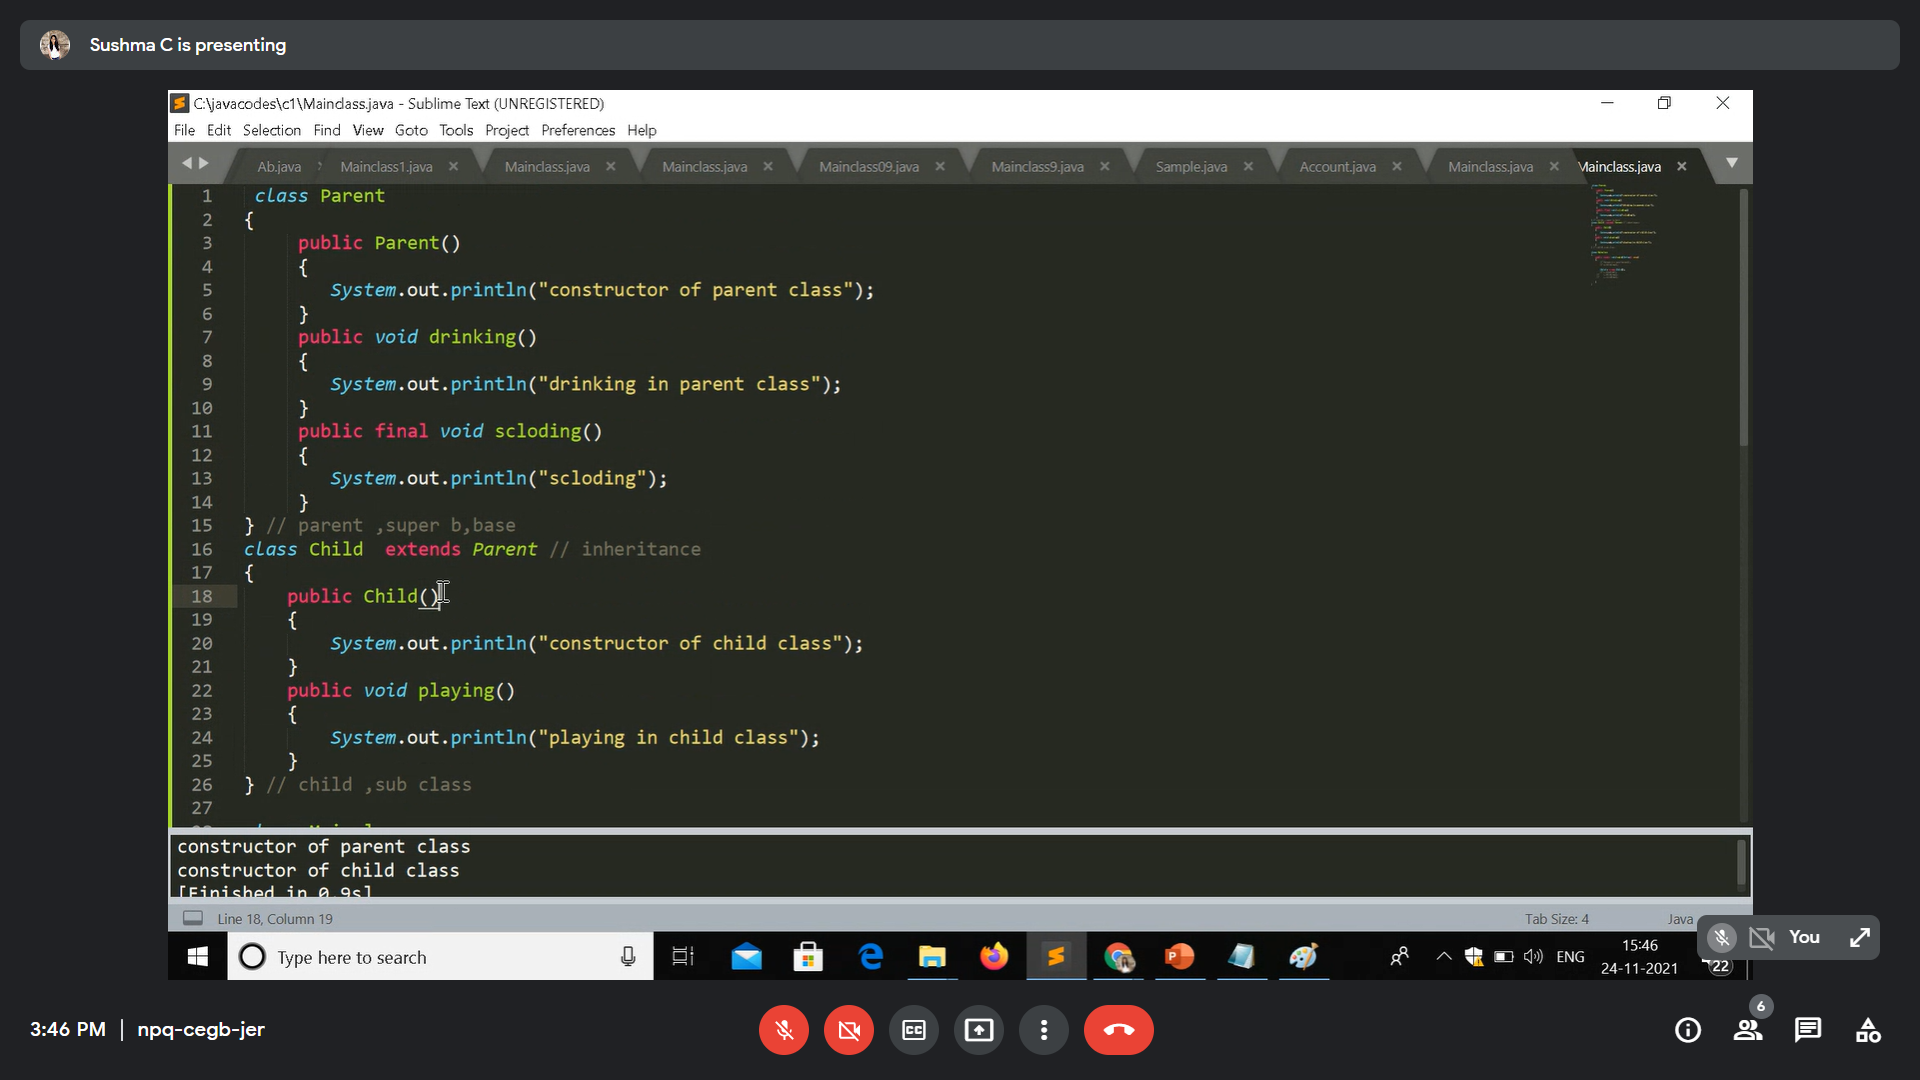 Sushma C is presenting
C:\javacodes\c1\Mainclass.java - Sublime Text (UNREGISTERED)
File Edit Selection Find View Goto Tools Project Preferences Help
Ab.java Mainclass1.java Mainclass.java Mainclass.java Mainclass09.java Mainclass9.java Sample.java Account.java Mainclass.java Mainclass.java
1 class Parent
2 {
3 public Parent()
4 {
5 System.out.println("constructor of parent class");
6 }
7 public void drinking()
8 {
9 System.out.println("drinking in parent class");
10 }
11 public final void scloding()
12 {
13 System.out.println("scloding");
14 }
15 } // parent ,super b,base
16 class Child  extends Parent // inheritance
17 {
18 public Child()
19 {
20 System.out.println("constructor of child class");
21 }
22 public void playing()
23 {
24 System.out.println("playing in child class");
25 }
26 } // child ,sub class
27
constructor of parent class
constructor of child class
[Finished in 0.9s]
Line 18, Column 19 Tab Size: 4 Java
Type here to search ENG 15:46
24-11-2021 22
You
3:46 PM | npq-cegb-jer CC 6